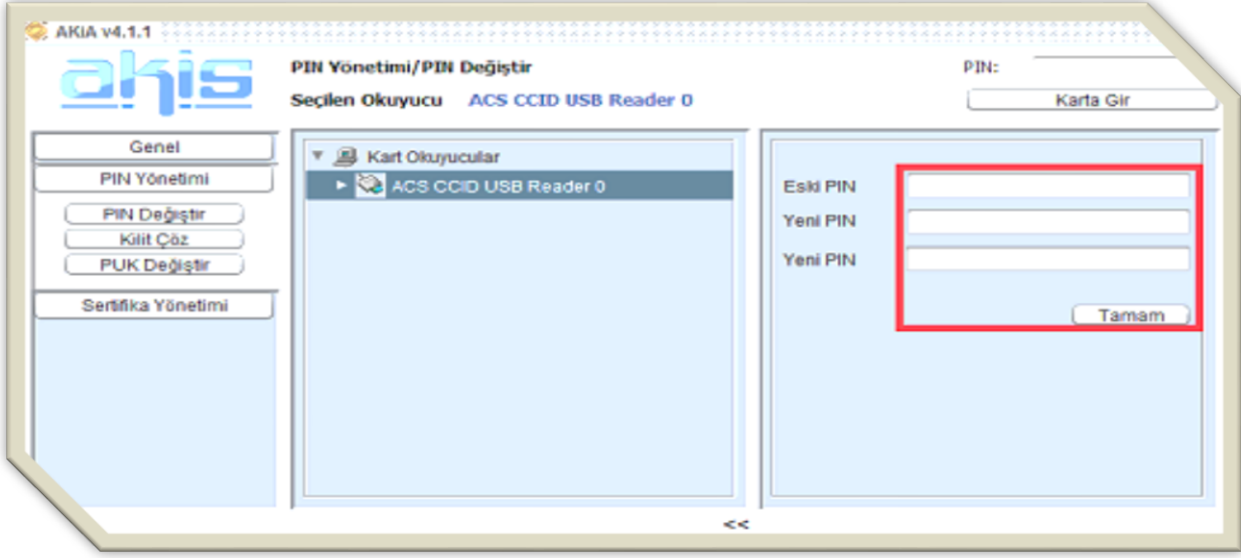 AKiA v4.1.1
akis
PIN Yönetimi/PIN Değiştir
PIN:
Seçilen Okuyucu ACS CCID USB Reader 0
Karta Gir
Genel
PIN Yönetimi
PIN Değiştir
Kilit Çöz
PUK Değiştir
Sertifika Yönetimi
Kart Okuyucular
ACS CCID USB Reader 0
Eski PIN
Yeni PIN
Yeni PIN
Tamam
<<